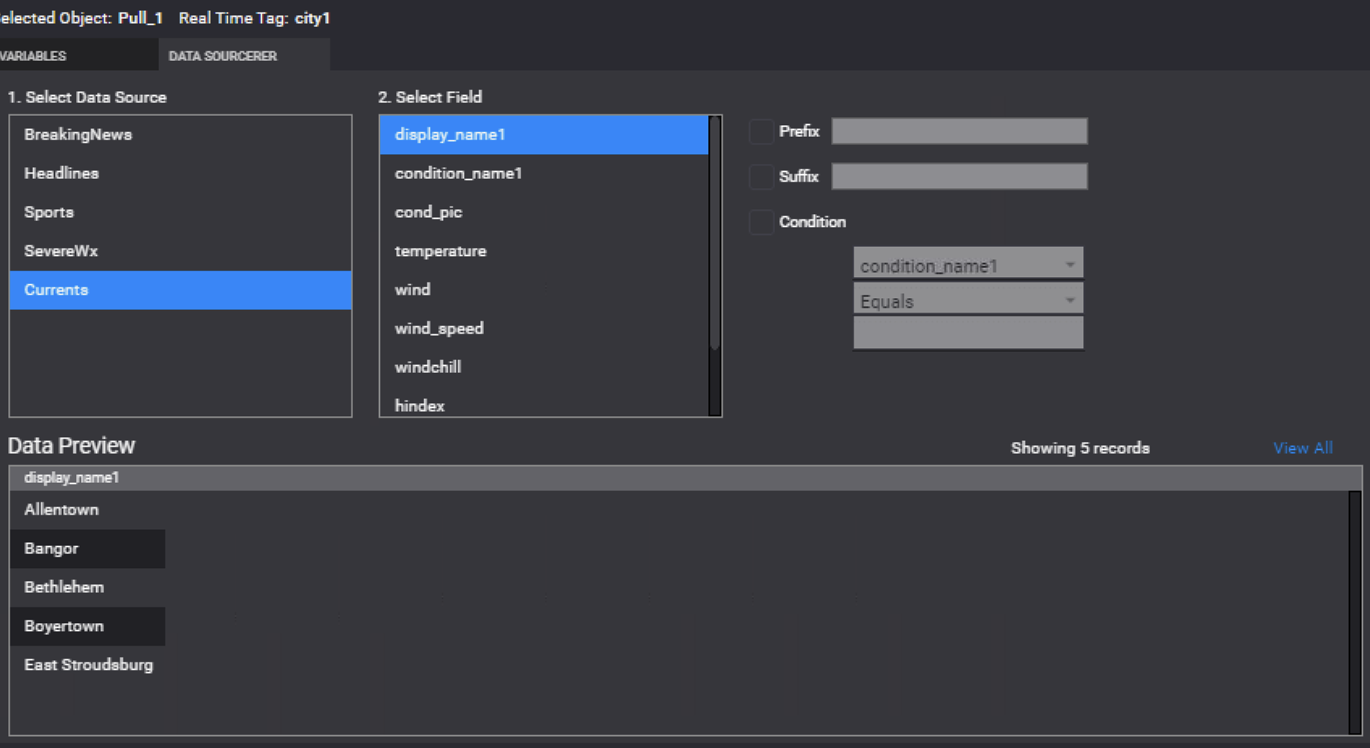 Selected Object: Pull_1 Real Time Tag: city1
VARIABLES DATA SOURCERER
1. Select Data Source
BreakingNews
Headlines
Sports
SevereWx
Currents
2. Select Field
display_name1
condition_name1
cond_pic
temperature
wind
wind_speed
windchill
hindex
Prefix
Suffix
Condition
condition_name1
Equals
Data Preview
Showing 5 records
View All
display_name1
Allentown
Bangor
Bethlehem
Boyertown
East Stroudsburg